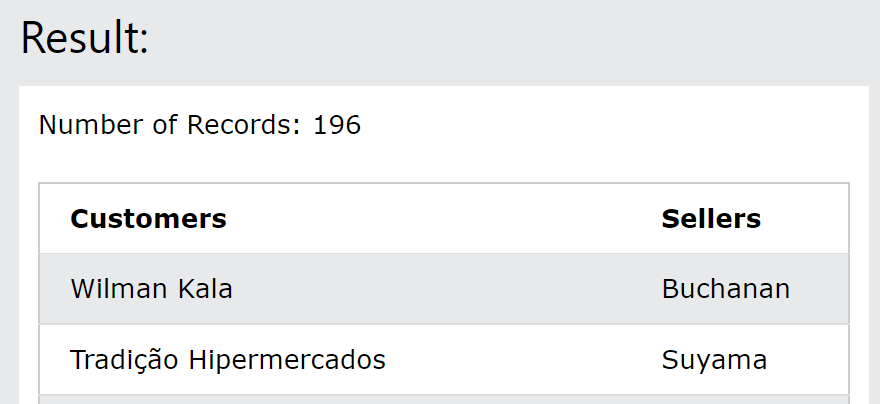 Result:
Number of Records: 196
Customers Sellers
Wilman Kala Buchanan
Tradição Hipermercados Suyama